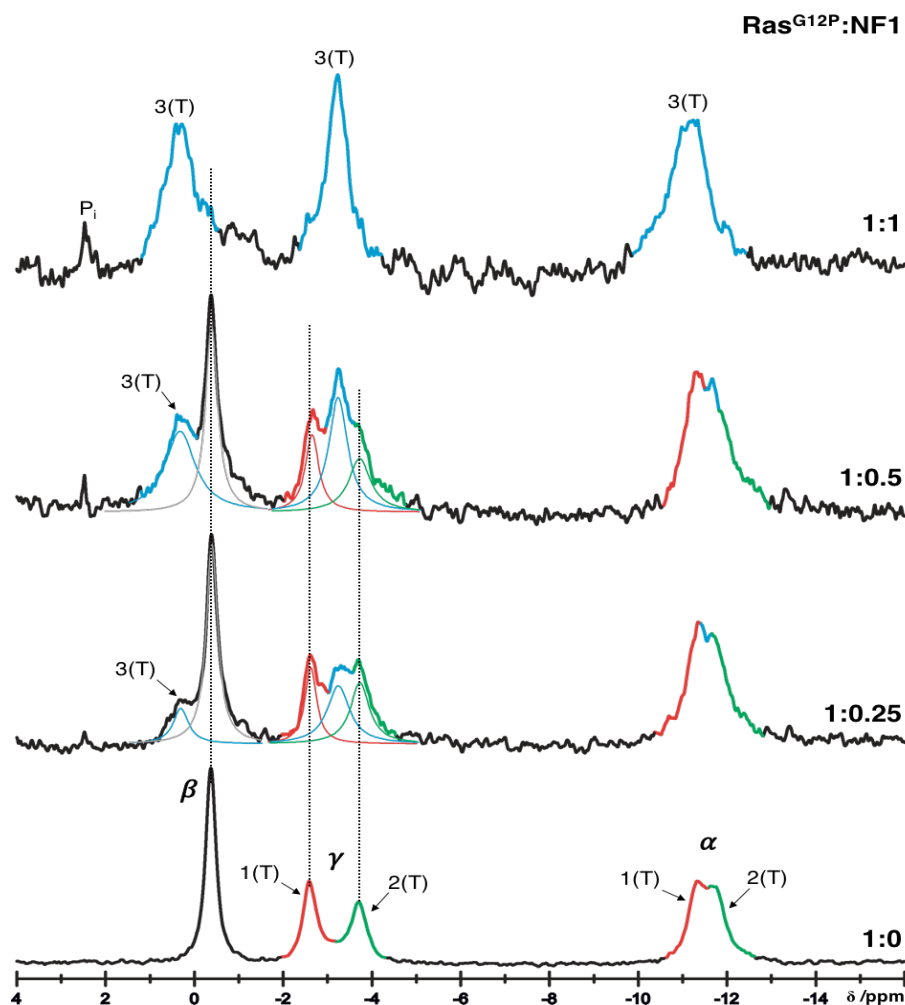 Ras^G12P:NF1
3(T) 3(T) 3(T)
P_i
1:1
3(T)
1:0.5
3(T)
1:0.25
β
γ α
1(T) 2(T) 1(T) 2(T)
1:0
4 2 0 -2 -4 -6 -8 -10 -12 -14 δ /ppm